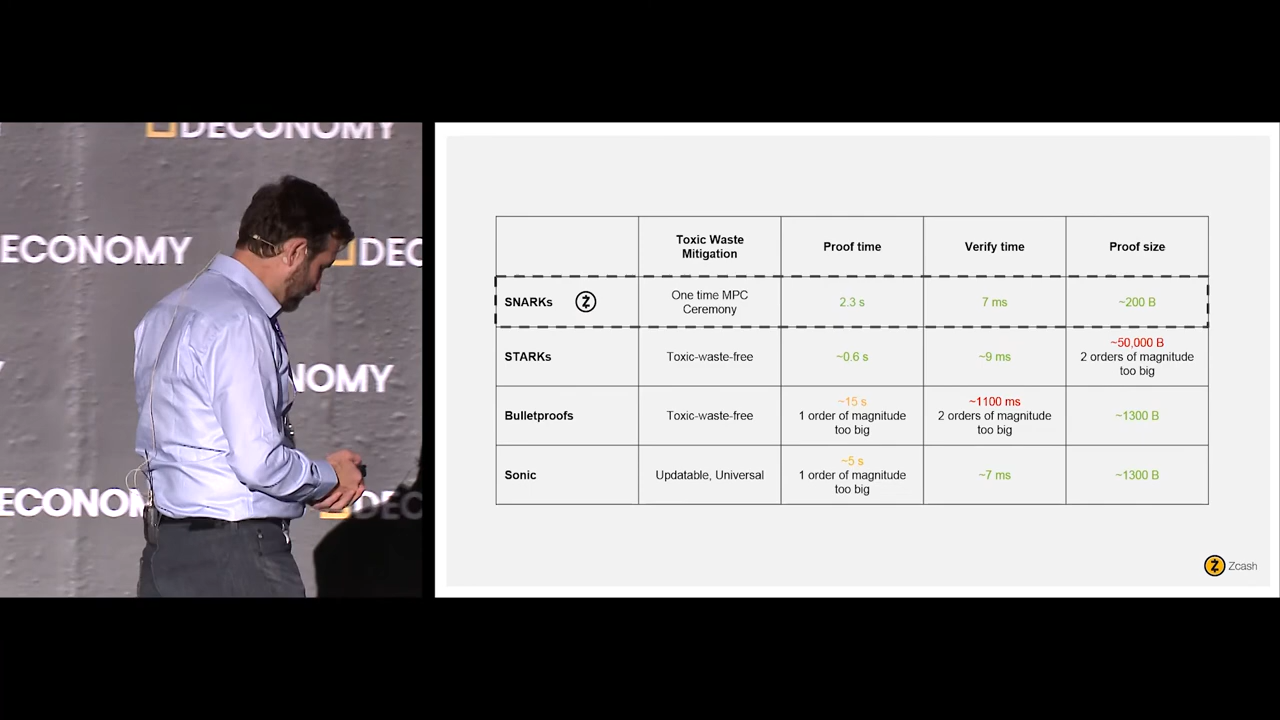 DECONOMY
ECONOMY
DEC
NOMY
ECONOM
DEC
Toxic Waste
Mitigation
Proof time
Verify time
Proof size
SNARKs
One time MPC
Ceremony
2.3 s
7 ms
~200 B
STARKs
Toxic-waste-free
~0.6 s
~9 ms
~50,000 B
2 orders of magnitude
too big
Bulletproofs
Toxic-waste-free
~15 s
1 order of magnitude
too big
~1100 ms
2 orders of magnitude
too big
~1300 B
Sonic
Updatable, Universal
~5 s
1 order of magnitude
too big
~7 ms
~1300 B
Zcash